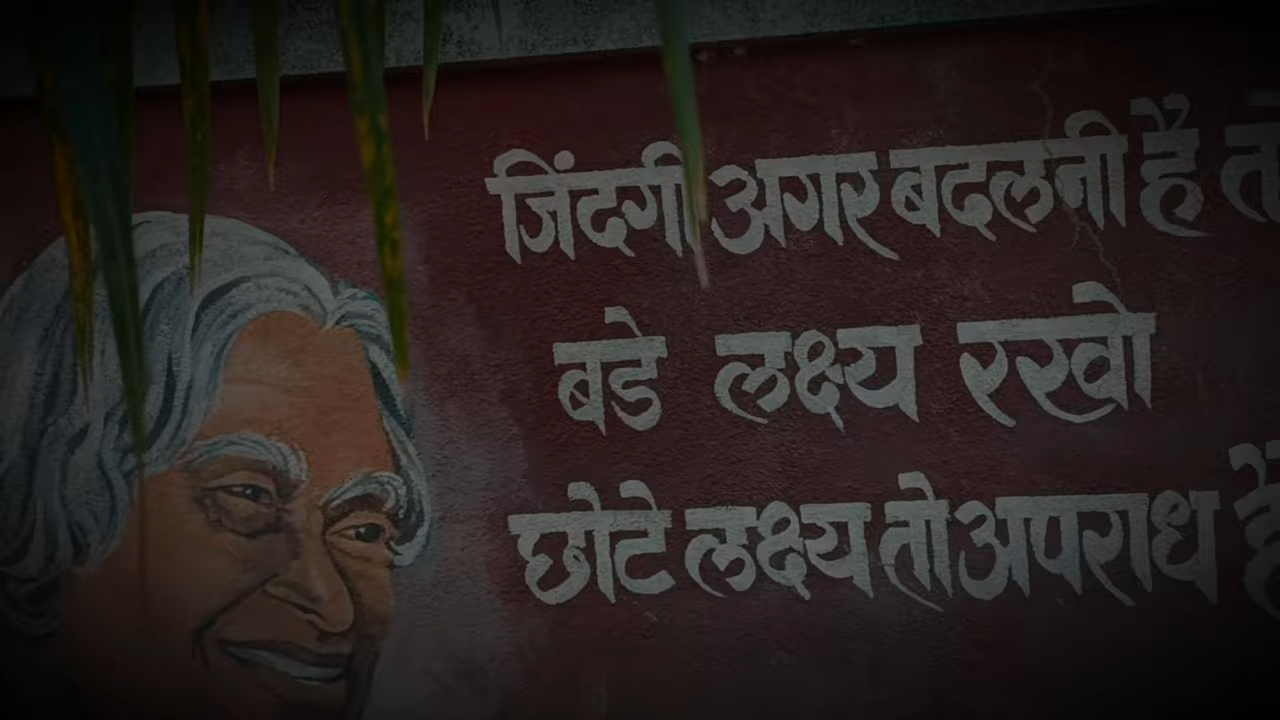 जिंदगी अगर बदलनी है तो
बडे लक्ष्य रखो
छोटे लक्ष्य तो अपराध है